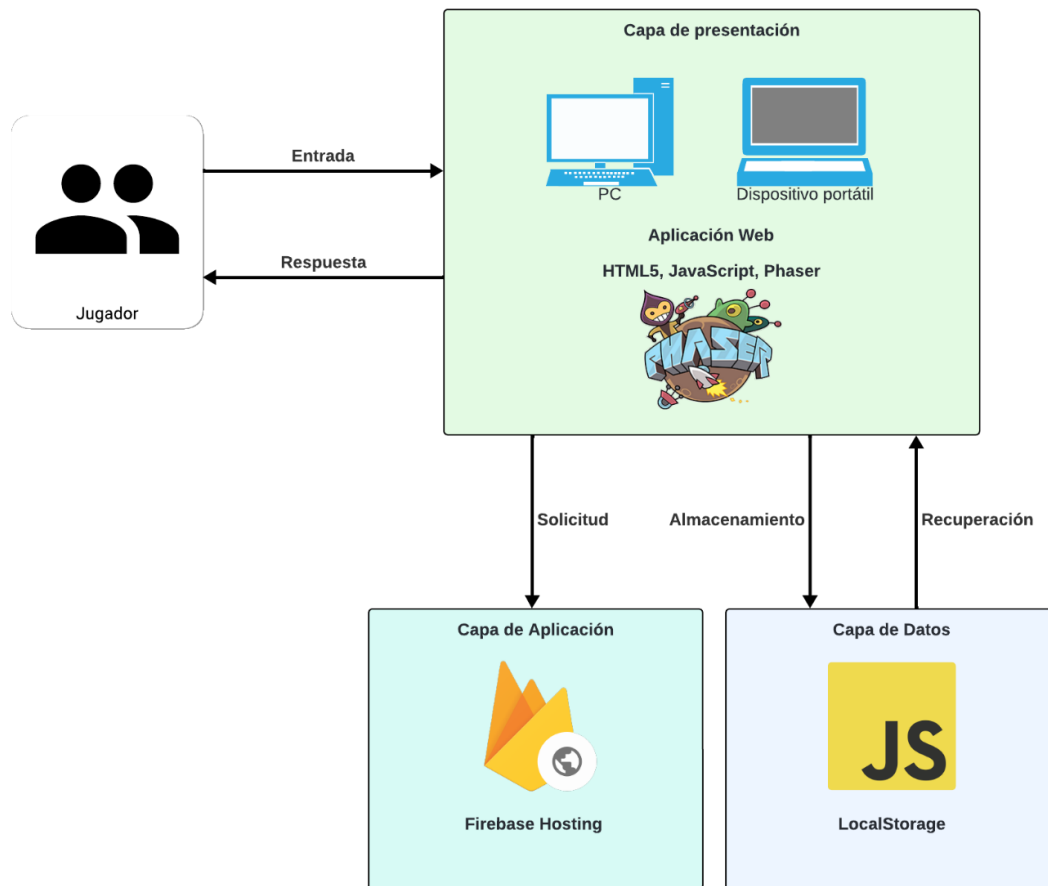 Capa de presentación
PC
Dispositivo portátil
Aplicación Web
HTML5, JavaScript, Phaser
PHASER
Entrada
Respuesta
Jugador
Solicitud
Almacenamiento
Recuperación
Capa de Aplicación
Firebase Hosting
Capa de Datos
JS
LocalStorage